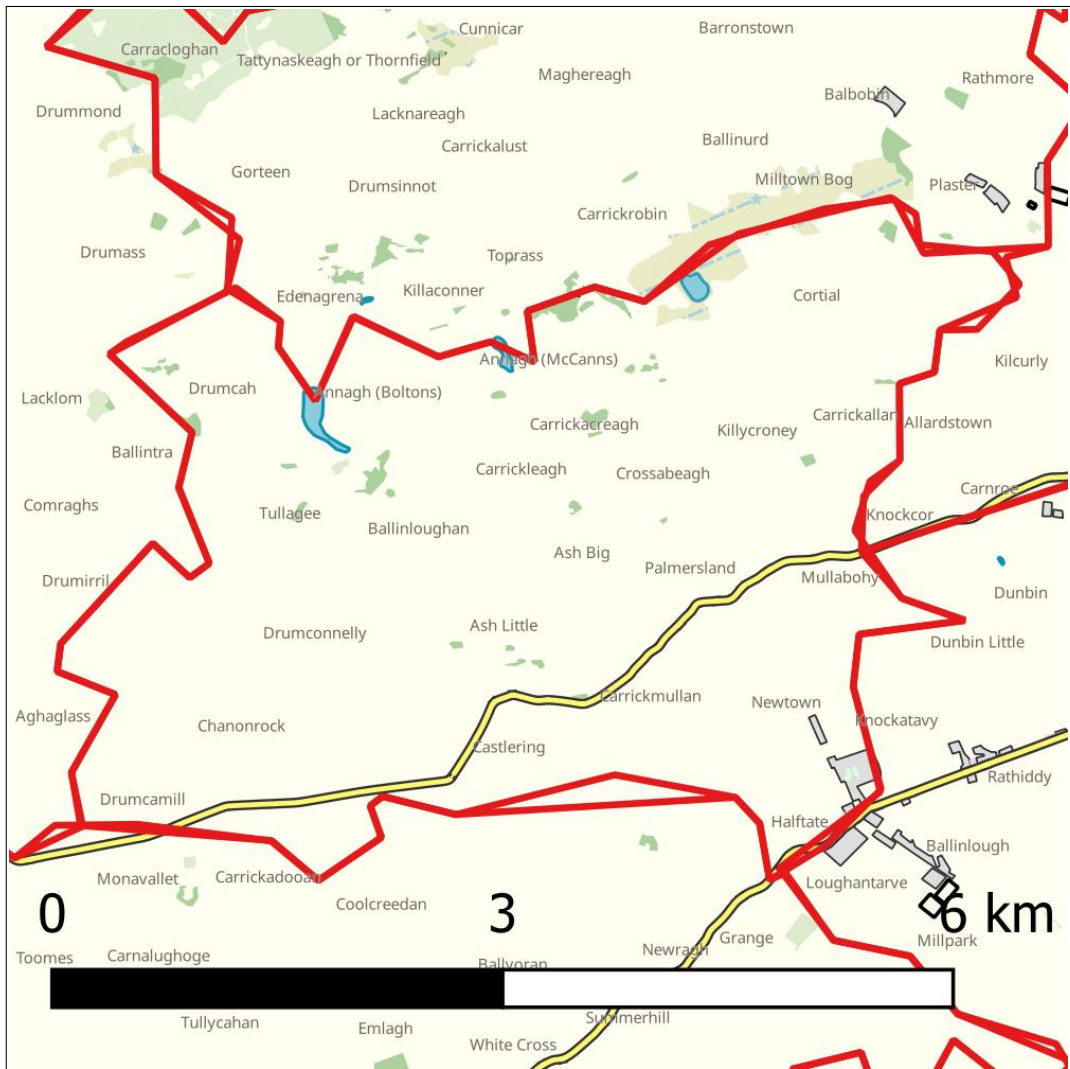 Cunnicar
Barronstown
Carracloghan
Tattynaskeagh or Thornfield
Maghereagh
Rathmore
Balbobin
Drummond
Lacknareagh
Carrickalust
Ballinurd
Gorteen
Drumsinnot
Milltown Bog
Plaster
Carrickrobin
Drumass
Toprass
Edenagrena
Killaconner
Cortial
Annagh (McCanns)
Kilcurly
Drumcah
Annagh (Boltons)
Lacklom
Carrickallan
Allardstown
Carrickacreagh
Killycroney
Ballintra
Carrickleagh
Crossabeagh
Carnroe
Comraghs
Tullagee
Knockcor
Ballinloughan
Ash Big
Palmersland
Mullabohy
Drumirril
Dunbin
Drumconnelly
Ash Little
Dunbin Little
Carrickmullan
Newtown
Aghaglass
Chanonrock
Knockatavy
Castlering
Rathiddy
Drumcamill
Halftate
Ballinlough
Monavallet
Carrickadooan
Loughantarve
Coolcreedan
0 3 6 km
Grange
Millpark
Newragh
Toomes
Carnalughoge
Ballyoran
Tullycahan
Emlagh
Summerhill
White Cross